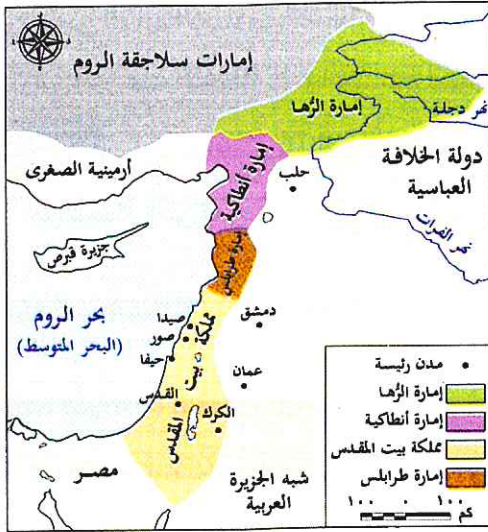 إمارات سلاجقة الروم
إمارة الرُّها
نهر دجلة
دولة الخلافة
العباسية
أرمينية الصغرى
إمارة أنطاكية
حلب
نهر الفرات
جزيرة قبرص
إمارة طرابلس
بحر الروم
(البحر المتوسط)
صيدا
صور
حيفا
دمشق
عمان
مملكة بيت المقدس
القدس
الكرك
مصر
شبه الجزيرة
العربية
مدن رئيسة
إمارة الرُّها
إمارة أنطاكية
مملكة بيت المقدس
إمارة طرابلس
١٠٠ ٠ ١٠٠
كم